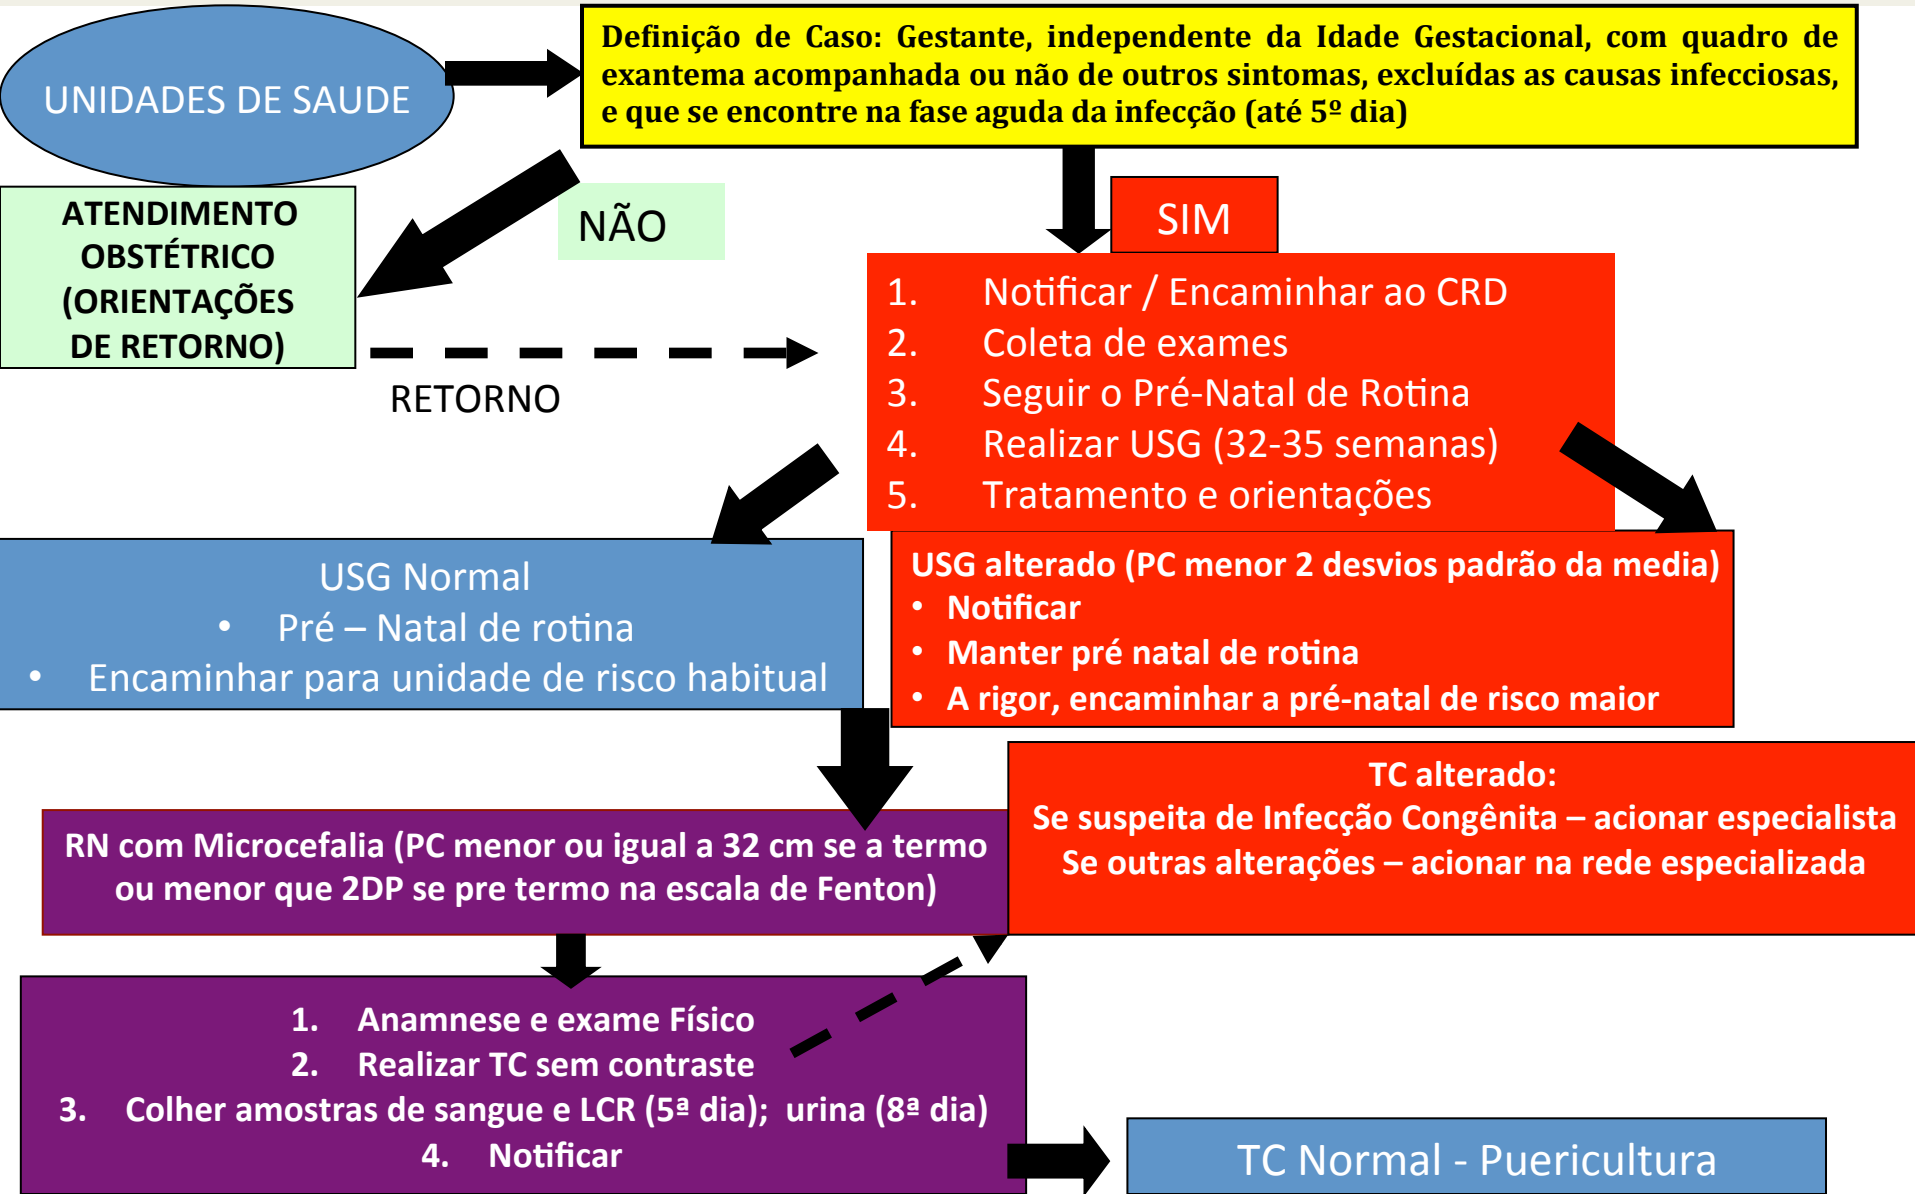 UNIDADES DE SAUDE
Definição de Caso: Gestante, independente da Idade Gestacional, com quadro de
exantema acompanhada ou não de outros sintomas, excluídas as causas infecciosas,
e que se encontre na fase aguda da infecção (até 5º dia)
ATENDIMENTO
OBSTÉTRICO
(ORIENTAÇÕES
DE RETORNO)
NÃO
SIM
RETORNO
1. Notificar / Encaminhar ao CRD
2. Coleta de exames
3. Seguir o Pré-Natal de Rotina
4. Realizar USG (32-35 semanas)
5. Tratamento e orientações
USG Normal
• Pré – Natal de rotina
• Encaminhar para unidade de risco habitual
USG alterado (PC menor 2 desvios padrão da media)
• Notificar
• Manter pré natal de rotina
• A rigor, encaminhar a pré-natal de risco maior
RN com Microcefalia (PC menor ou igual a 32 cm se a termo
ou menor que 2DP se pre termo na escala de Fenton)
TC alterado:
Se suspeita de Infecção Congênita – acionar especialista
Se outras alterações – acionar na rede especializada
1. Anamnese e exame Físico
2. Realizar TC sem contraste
3. Colher amostras de sangue e LCR (5ª dia); urina (8ª dia)
4. Notificar
TC Normal - Puericultura